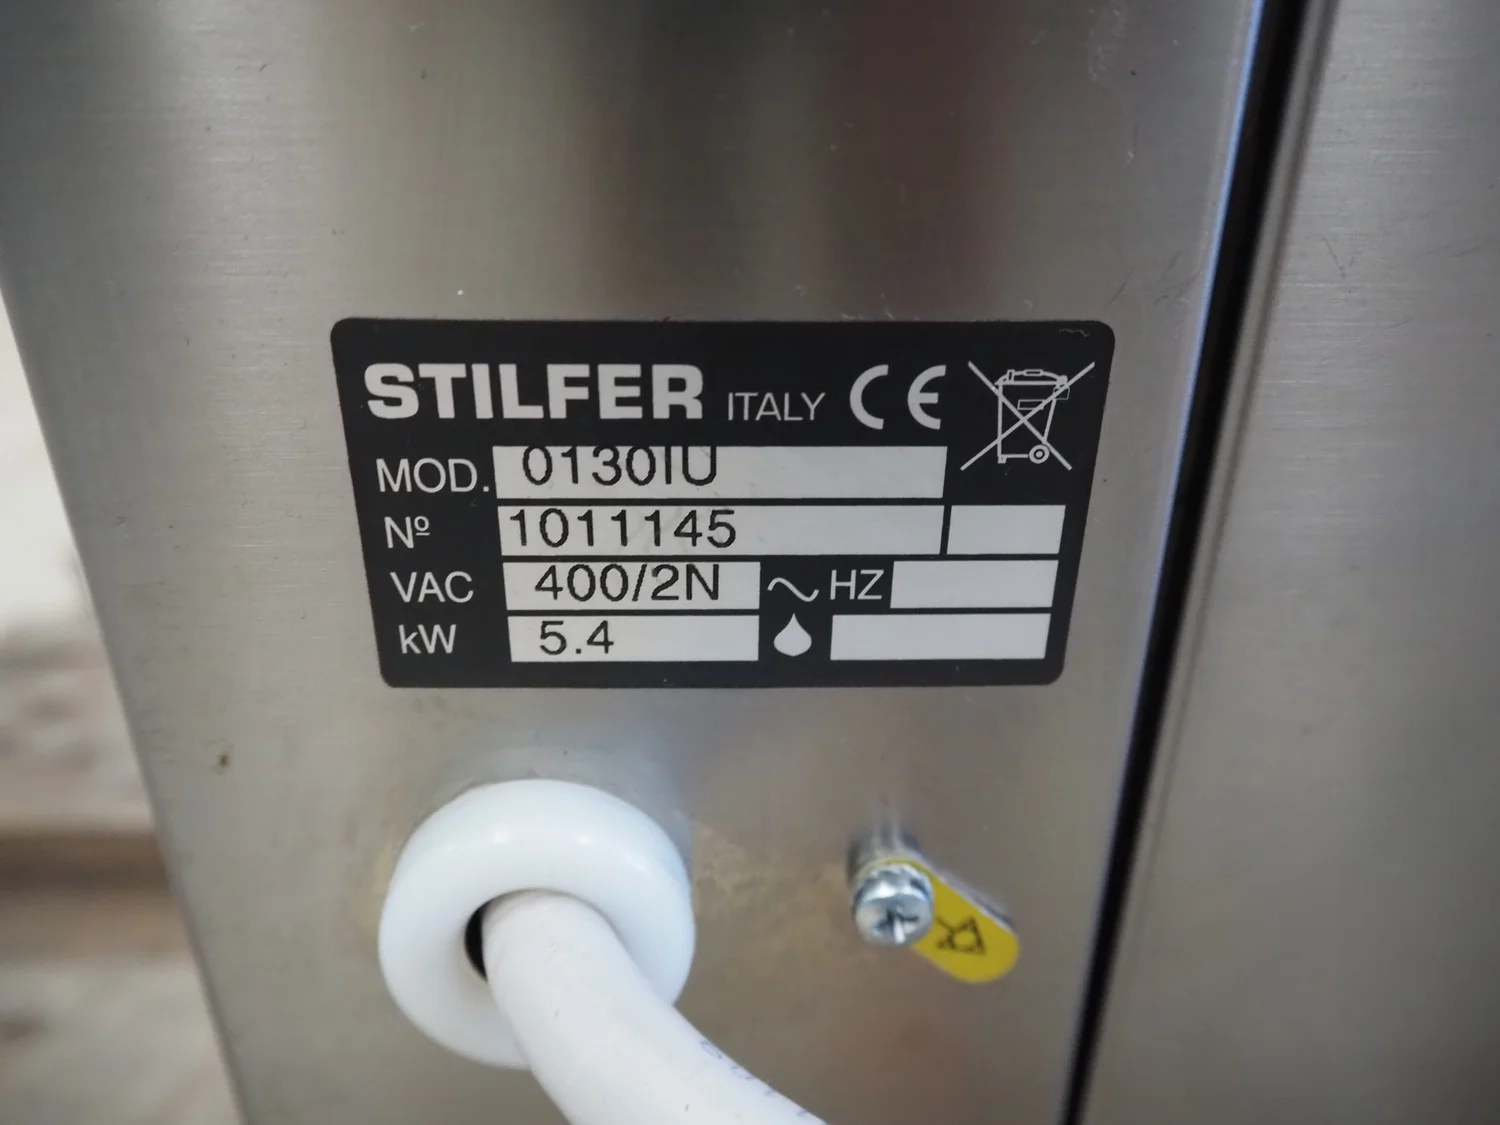 STILFER ITALY CE
MOD. 0130IU
Nº 1011145
VAC 400/2N ~ HZ
kW 5.4